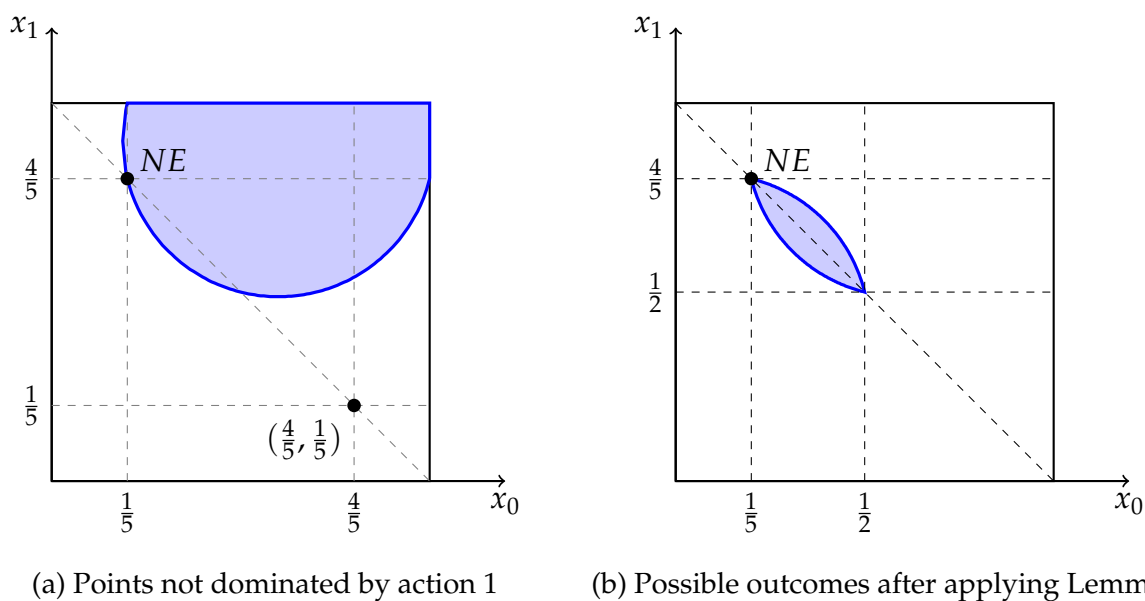 x₁
NE
4/5
1/5
(4/5, 1/5)
1/5
4/5
x₀
(a) Points not dominated by action 1
x₁
NE
4/5
1/2
1/5
1/2
x₀
(b) Possible outcomes after applying Lemm